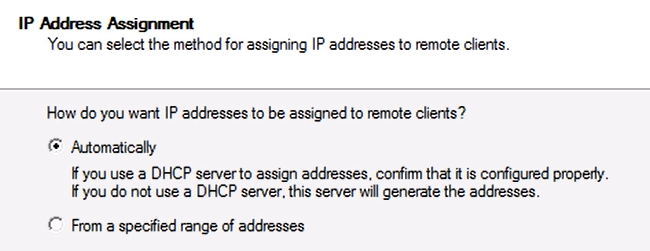 IP Address Assignment
You can select the method for assigning IP addresses to remote clients.
How do you want IP addresses to be assigned to remote clients?
Automatically
If you use a DHCP server to assign addresses, confirm that it is configured properly.
If you do not use a DHCP server, this server will generate the addresses.
From a specified range of addresses